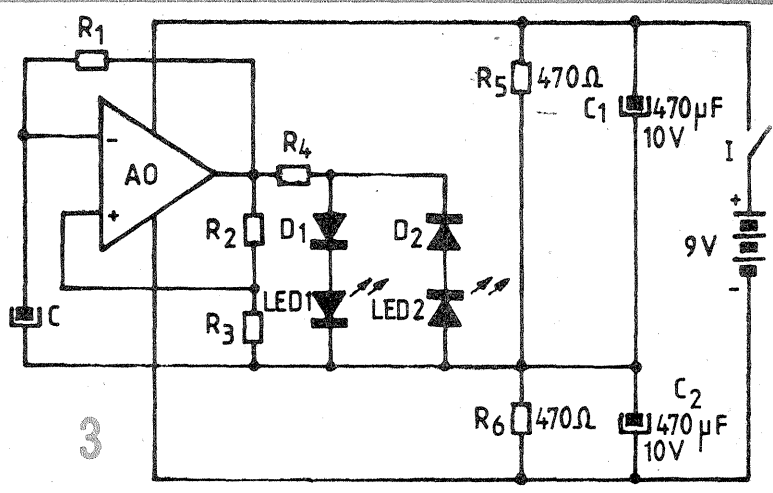 R1
R5 470Ω
C1 470µF
10V
I
-
AO
+
R4
+
9V
-
R2
D1
D2
C
R3
LED1
LED2
3
R6 470Ω
C2
470µF
10V